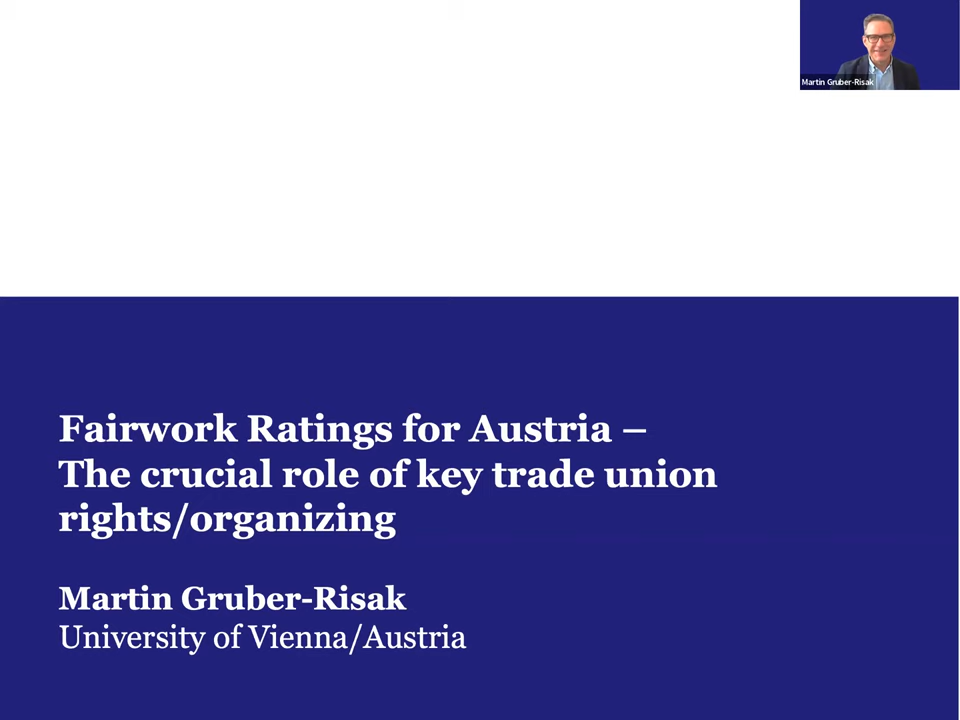 Martin Gruber-Risak
Fairwork Ratings for Austria –
The crucial role of key trade union
rights/organizing
Martin Gruber-Risak
University of Vienna/Austria